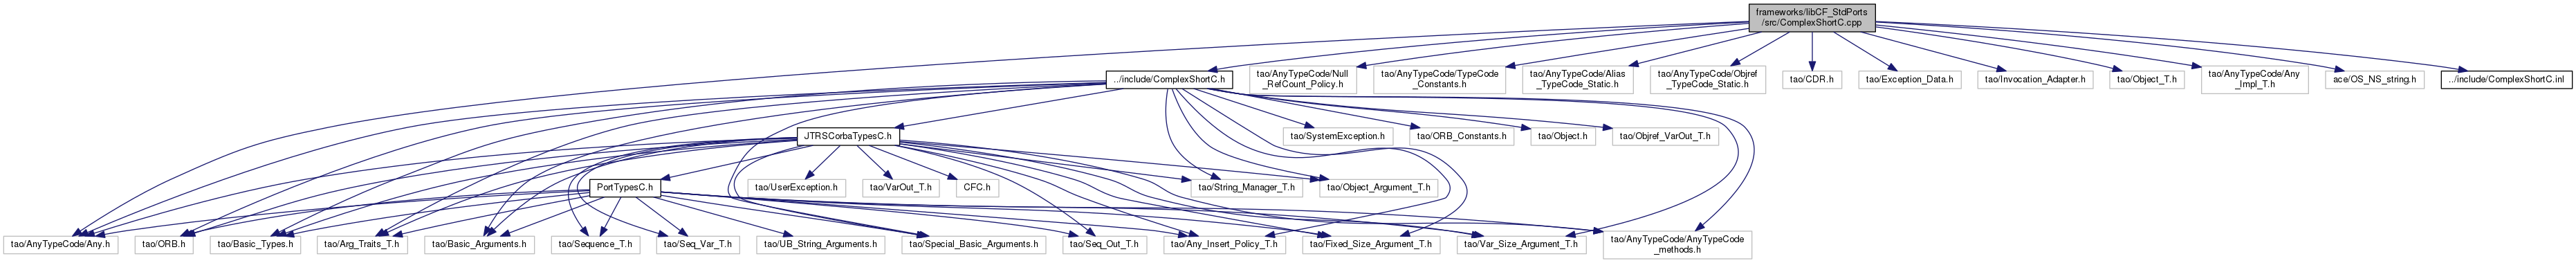 frameworks/libCF_StdPorts
/src/ComplexShortC.cpp
../include/ComplexShortC.h
tao/AnyTypeCode/Null
_RefCount_Policy.h
tao/AnyTypeCode/TypeCode
_Constants.h
tao/AnyTypeCode/Alias
_TypeCode_Static.h
tao/AnyTypeCode/Objref
_TypeCode_Static.h
tao/CDR.h
tao/Exception_Data.h
tao/Invocation_Adapter.h
tao/Object_T.h
tao/AnyTypeCode/Any
_Impl_T.h
ace/OS_NS_string.h
../include/ComplexShortC.inl
JTRSCorbaTypesC.h
tao/SystemException.h
tao/ORB_Constants.h
tao/Object.h
tao/Objref_VarOut_T.h
PortTypesC.h
tao/UserException.h
tao/VarOut_T.h
CFC.h
tao/String_Manager_T.h
tao/Object_Argument_T.h
tao/AnyTypeCode/Any.h
tao/ORB.h
tao/Basic_Types.h
tao/Arg_Traits_T.h
tao/Basic_Arguments.h
tao/Sequence_T.h
tao/Seq_Var_T.h
tao/UB_String_Arguments.h
tao/Special_Basic_Arguments.h
tao/Seq_Out_T.h
tao/Any_Insert_Policy_T.h
tao/Fixed_Size_Argument_T.h
tao/Var_Size_Argument_T.h
tao/AnyTypeCode/AnyTypeCode
_methods.h